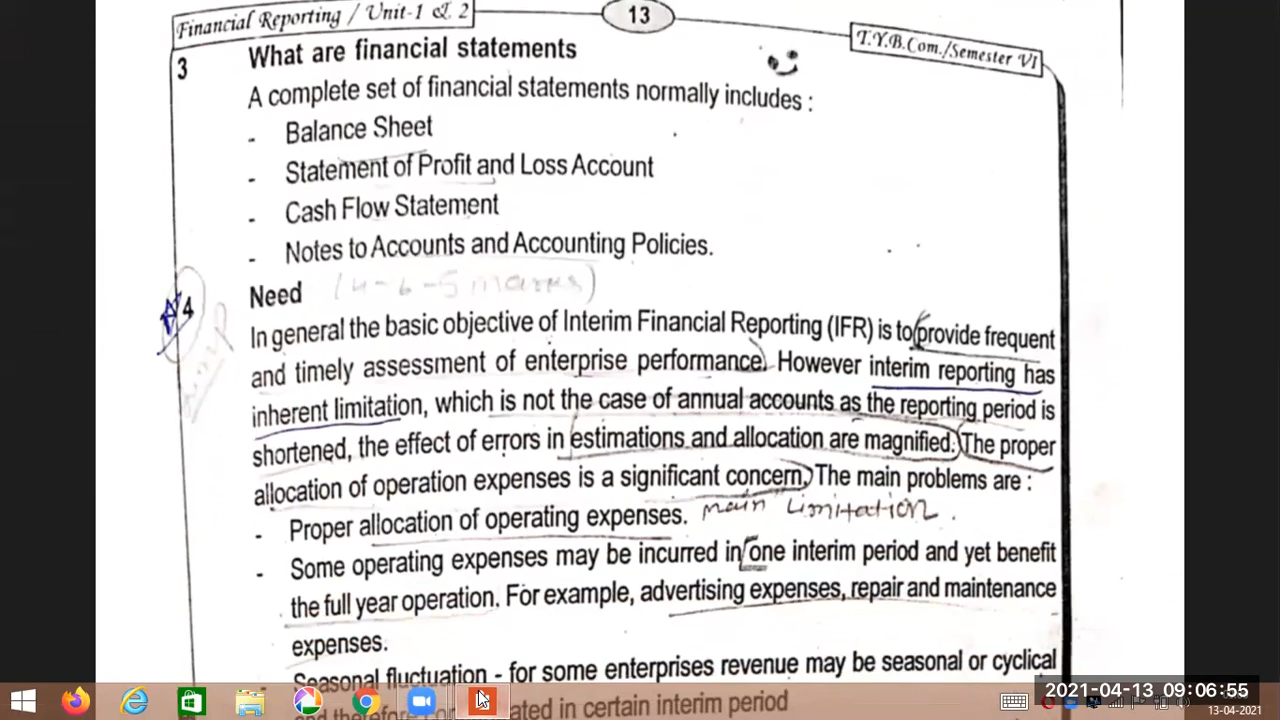 Financial Reporting / Unit-1 & 2
13
T.Y.B.Com./Semester VI
3 What are financial statements
A complete set of financial statements normally includes :
- Balance Sheet
- Statement of Profit and Loss Account
- Cash Flow Statement
- Notes to Accounts and Accounting Policies.
4 Need (4-6-5 marks)
In general the basic objective of Interim Financial Reporting (IFR) is to provide frequent
and timely assessment of enterprise performance. However interim reporting has
inherent limitation, which is not the case of annual accounts as the reporting period is
shortened, the effect of errors in estimations and allocation are magnified. The proper
allocation of operation expenses is a significant concern. The main problems are :
- Proper allocation of operating expenses. main Limitation.
- Some operating expenses may be incurred in one interim period and yet benefit
the full year operation. For example, advertising expenses, repair and maintenance
expenses.
Seasonal fluctuation - for some enterprises revenue may be seasonal or cyclical
and therefore in certain interim period
2021-04-13 09:06:55
13-04-2021